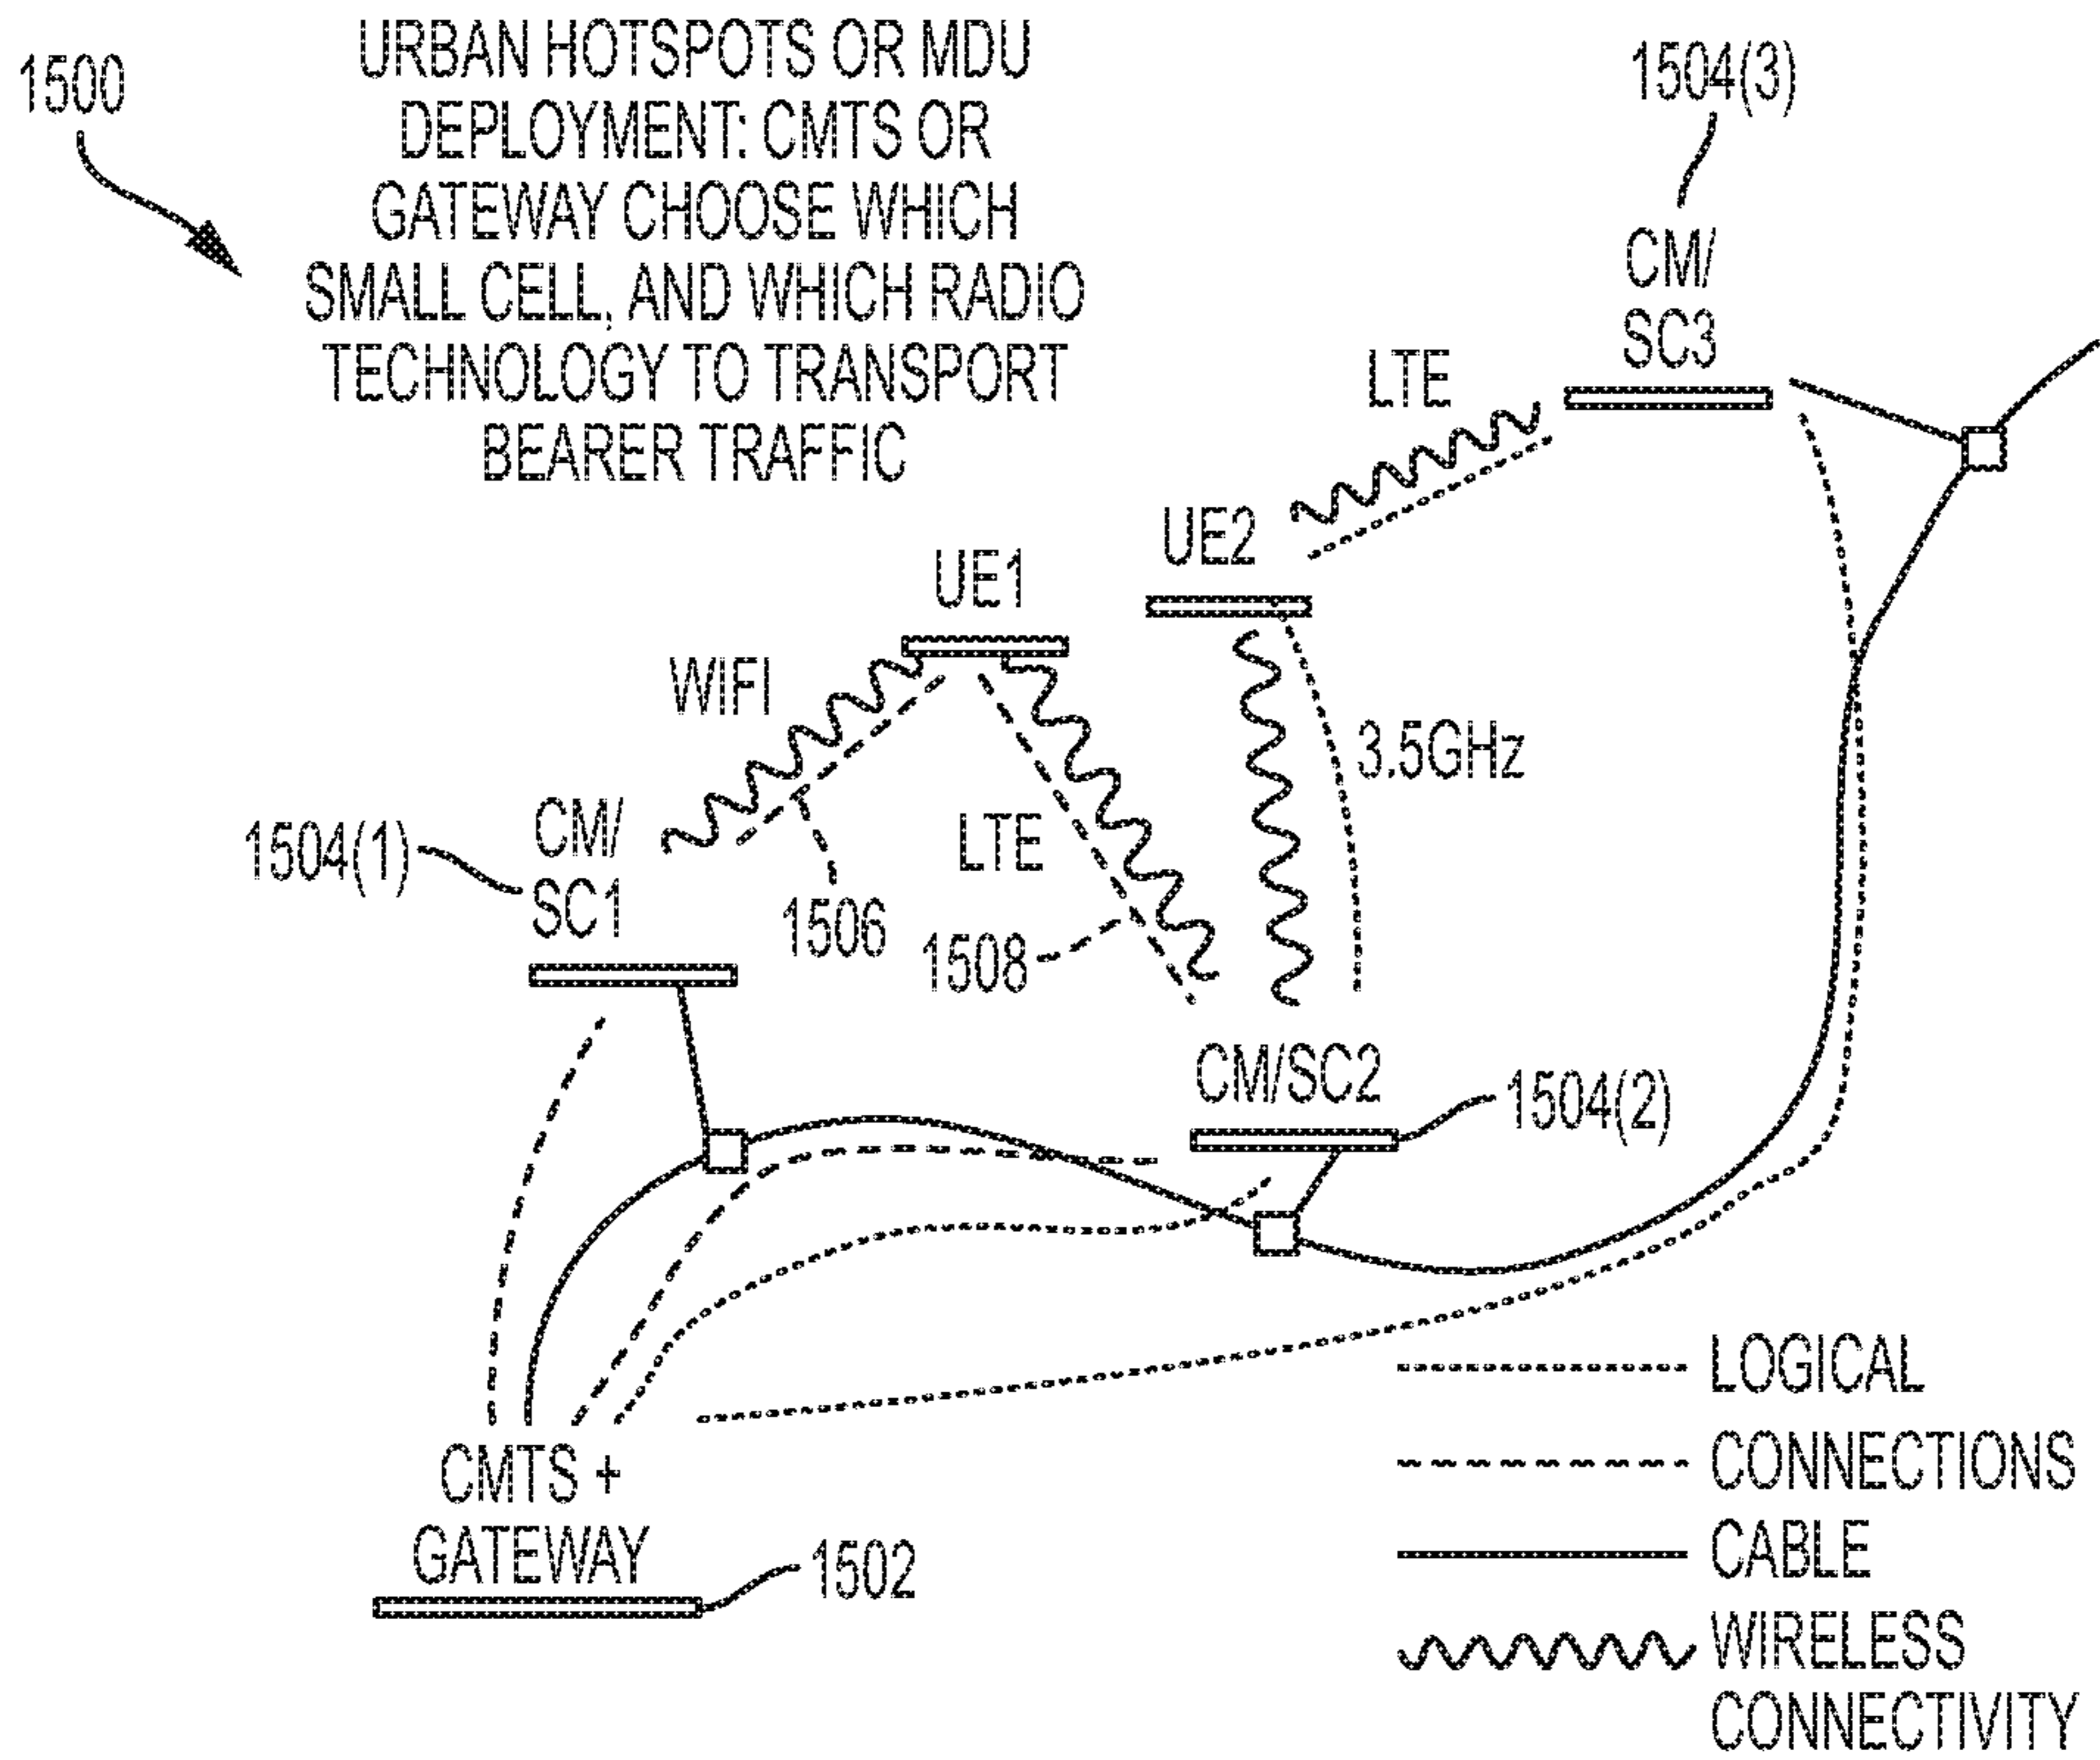 1500
URBAN HOTSPOTS OR MDU
DEPLOYMENT: CMTS OR
GATEWAY CHOOSE WHICH
SMALL CELL, AND WHICH RADIO
TECHNOLOGY TO TRANSPORT
BEARER TRAFFIC
1504(3)
CM/
SC3
LTE
UE2
UE1
WIFI
3.5GHz
CM/
SC1
1504(1)
LTE
1506
1508
CM/SC2
1504(2)
CMTS +
GATEWAY
1502
LOGICAL
CONNECTIONS
CABLE
WIRELESS
CONNECTIVITY